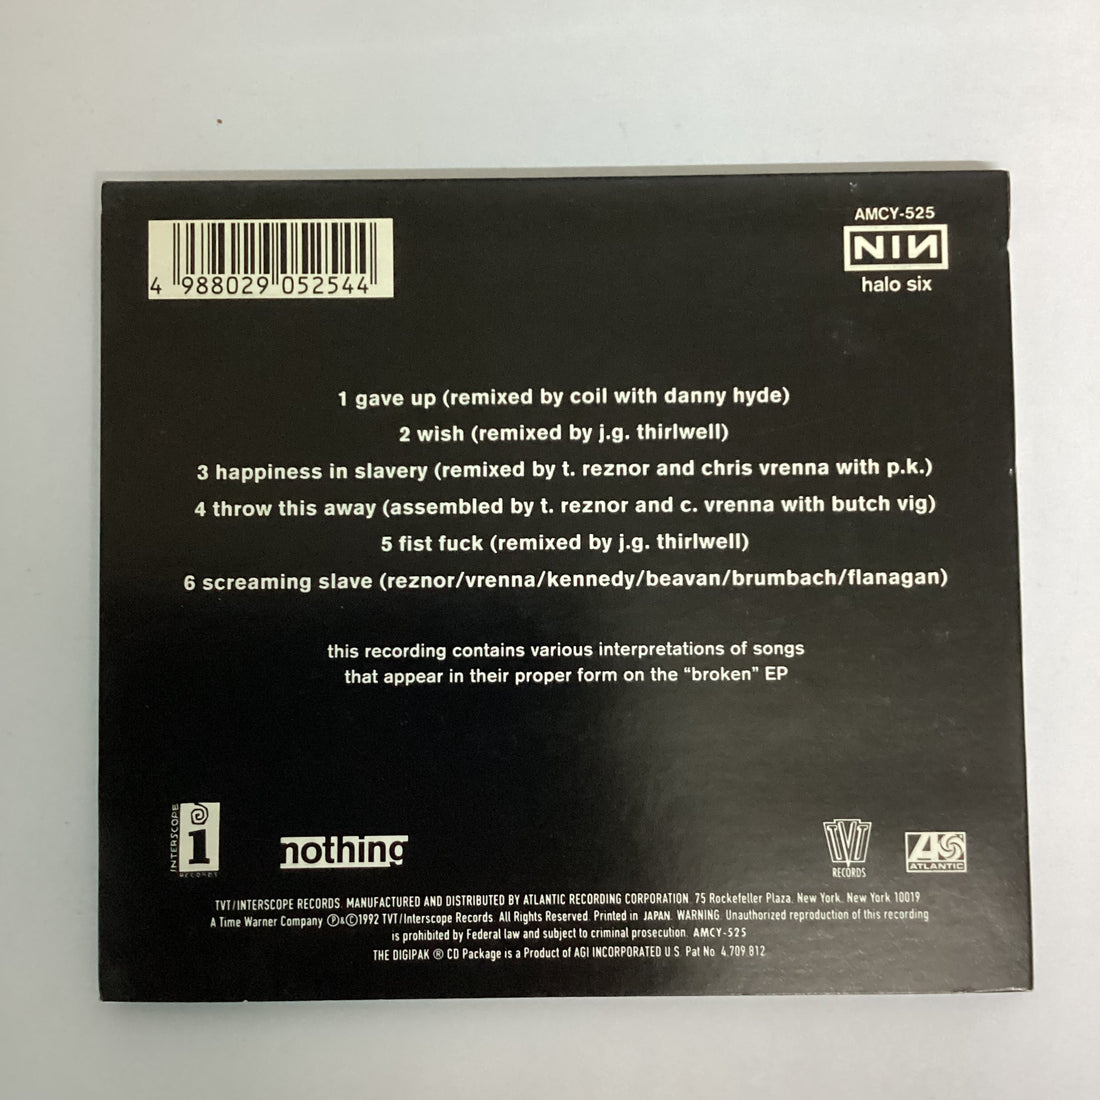 4 988029 052544
AMCY-525
NIN
halo six
1 gave up (remixed by coil with danny hyde)
2 wish (remixed by j.g. thirlwell)
3 happiness in slavery (remixed by t. reznor and chris vrenna with p.k.)
4 throw this away (assembled by t. reznor and c. vrenna with butch vig)
5 fist fuck (remixed by j.g. thirlwell)
6 screaming slave (reznor/vrenna/kennedy/beavan/brumbach/flanagan)
this recording contains various interpretations of songs
that appear in their proper form on the “broken” EP
INTERSCOPE
i
RECORDS
nothing
TVT
RECORDS
ATLANTIC
TVT/INTERSCOPE RECORDS. MANUFACTURED AND DISTRIBUTED BY ATLANTIC RECORDING CORPORATION. 75 Rockefeller Plaza. New York. New York 10019
A Time Warner Company Ⓟ&Ⓒ1992 TVT/Interscope Records. All Rights Reserved. Printed in JAPAN. WARNING. Unauthorized reproduction of this recording
is prohibited by Federal law and subject to criminal prosecution. AMCY-525
THE DIGIPAK ® CD Package is a Product of AGI INCORPORATED U.S. Pat No. 4.709.812.